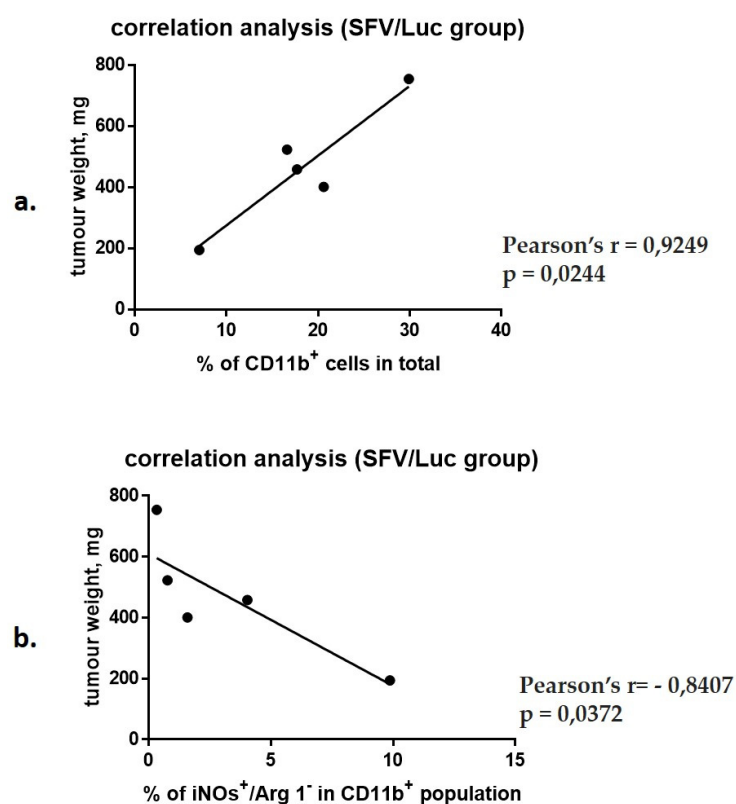 correlation analysis (SFV/Luc group)
800
600
400
200
0
tumour weight, mg
a.
0 10 20 30 40
% of CD11b⁺ cells in total
Pearson's r = 0,9249
p = 0,0244
correlation analysis (SFV/Luc group)
800
600
400
200
0
tumour weight, mg
b.
0 5 10 15
% of iNOs⁺/Arg 1⁻ in CD11b⁺ population
Pearson's r= - 0,8407
p = 0,0372